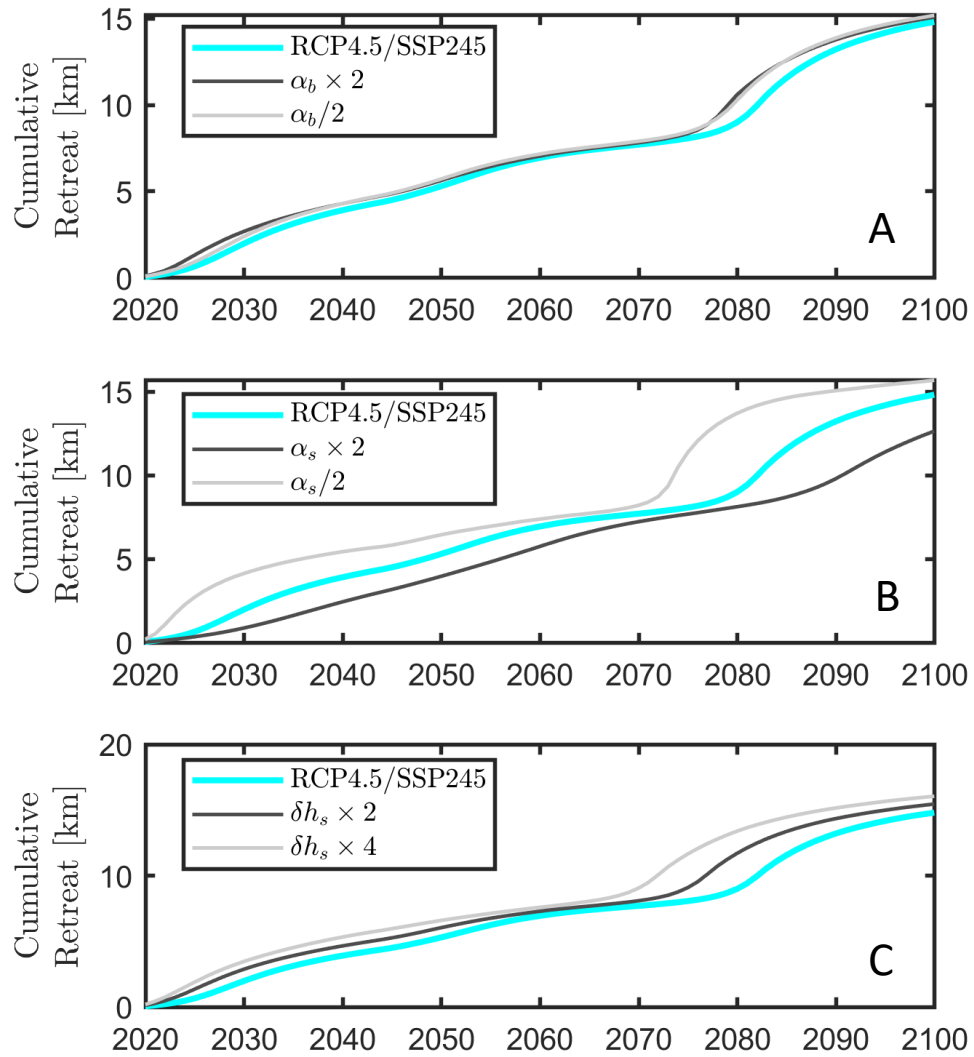 15
10
5
0
Cumulative
Retreat [km]
RCP4.5/SSP245
α_b × 2
α_b/2
A
2020 2030 2040 2050 2060 2070 2080 2090 2100
15
10
5
0
Cumulative
Retreat [km]
RCP4.5/SSP245
α_s × 2
α_s/2
B
2020 2030 2040 2050 2060 2070 2080 2090 2100
20
10
0
Cumulative
Retreat [km]
RCP4.5/SSP245
δh_s × 2
δh_s × 4
C
2020 2030 2040 2050 2060 2070 2080 2090 2100